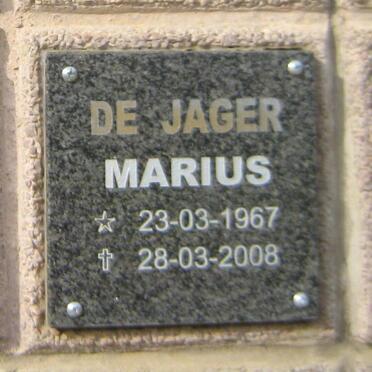 DE JAGER
MARIUS
☆ 23-03-1967
✝ 28-03-2008